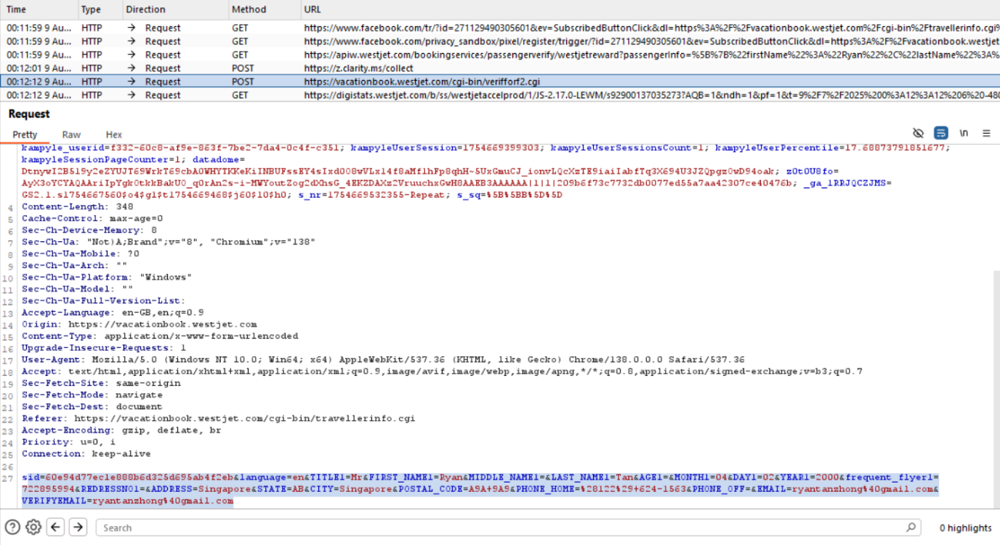 Time Type Direction Method URL
00:11:59 9 Au... HTTP → Request GET https://www.facebook.com/tr/?id=271129490305601&ev=SubscribedButtonClick&dl=https%3A%2F%2Fvacationbook.westjet.com%2Fcgi-bin%2Ftravellerinfo.cgi%
00:11:59 9 Au... HTTP → Request GET https://www.facebook.com/privacy_sandbox/pixel/register/trigger/?id=271129490305601&ev=SubscribedButtonClick&dl=https%3A%2F%2Fvacationbook.westjet
00:11:59 9 Au... HTTP → Request GET https://apiw.westjet.com/bookingservices/passengerverify/westjetreward?passengerInfo=%5B%7B%22firstName%22%3A%22Ryan%22%2C%22lastName%22%3A%
00:12:01 9 Au... HTTP → Request POST https://z.clarity.ms/collect
00:12:12 9 Au... HTTP → Request POST https://vacationbook.westjet.com/cgi-bin/verifforf2.cgi
00:12:12 9 Au... HTTP → Request GET https://digistats.westjet.com/b/ss/westjetaccelprod/1/JS-2.17.0-LEWM/s92900137035273?AQB=1&ndh=1&pf=1&t=9%2F7%2F2025%200%3A12%3A12%206%20-480
Request
Pretty Raw Hex \n
kampyle_userid=f332-60c8-af9e-863f-7be2-7da4-0c4f-c351; kampyleUserSession=1754669399303; kampyleUserSessionsCount=1; kampyleUserPercentile=17.68873791851677;
kampyleSessionPageCounter=1; datadome=
DtnywI2B519y2eZYUJT69WrkT69cbA0WHYTKKeKiINBUFssEY4sIxd008wVLxl4f8aMflhFp8qhH~5UxGmuCJ_ionwLQcXzTE9iaiIabfTq3X694U3JZQpgz0wD94oak; z0t0U8fo=
AyX3oYCYAQAAriIpYgk0tkkBakU0_q0rAn2s-i-MWYoutZog2dXhsG_4EKZDAXz2VruuchxGwH8AAEB3AAAAAA|1|1|209b6f73c7732db0077ed55a7aa42307ce40476b; _ga_1RRJQCZJMS=
GS2.1.s1754667560$o4$g1$t1754669468$j60$l0$h0; s_nr=1754669532355-Repeat; s_sq=%5B%5BB%5D%5D
4 Content-Length: 348
5 Cache-Control: max-age=0
6 Sec-Ch-Device-Memory: 8
7 Sec-Ch-Ua: "Not)A;Brand";v="8", "Chromium";v="138"
8 Sec-Ch-Ua-Mobile: ?0
9 Sec-Ch-Ua-Arch: ""
10 Sec-Ch-Ua-Platform: "Windows"
11 Sec-Ch-Ua-Model: ""
12 Sec-Ch-Ua-Full-Version-List:
13 Accept-Language: en-GB,en;q=0.9
14 Origin: https://vacationbook.westjet.com
15 Content-Type: application/x-www-form-urlencoded
16 Upgrade-Insecure-Requests: 1
17 User-Agent: Mozilla/5.0 (Windows NT 10.0; Win64; x64) AppleWebKit/537.36 (KHTML, like Gecko) Chrome/138.0.0.0 Safari/537.36
18 Accept: text/html,application/xhtml+xml,application/xml;q=0.9,image/avif,image/webp,image/apng,*/*;q=0.8,application/signed-exchange;v=b3;q=0.7
19 Sec-Fetch-Site: same-origin
20 Sec-Fetch-Mode: navigate
21 Sec-Fetch-Dest: document
22 Referer: https://vacationbook.westjet.com/cgi-bin/travellerinfo.cgi
23 Accept-Encoding: gzip, deflate, br
24 Priority: u=0, i
25 Connection: keep-alive
26
27 sid=60e94d77ec1e888b6d325d695ab4f2eb&language=en&TITLE1=Mr&FIRST_NAME1=Ryan&MIDDLE_NAME1=&LAST_NAME1=Tan&AGE1=&MONTH1=04&DAY1=02&YEAR1=2000&frequent_flyer1=
722895994&REDRESSNO1=&ADDRESS=Singapore&STATE=AB&CITY=Singapore&POSTAL_CODE=A9A+9A9&PHONE_HOME=%28122%29+624-1563&PHONE_OFF=&EMAIL=ryantanzhong%40gmail.com&
VERIFYEMAIL=ryantanzhong%40gmail.com
Search 0 highlights